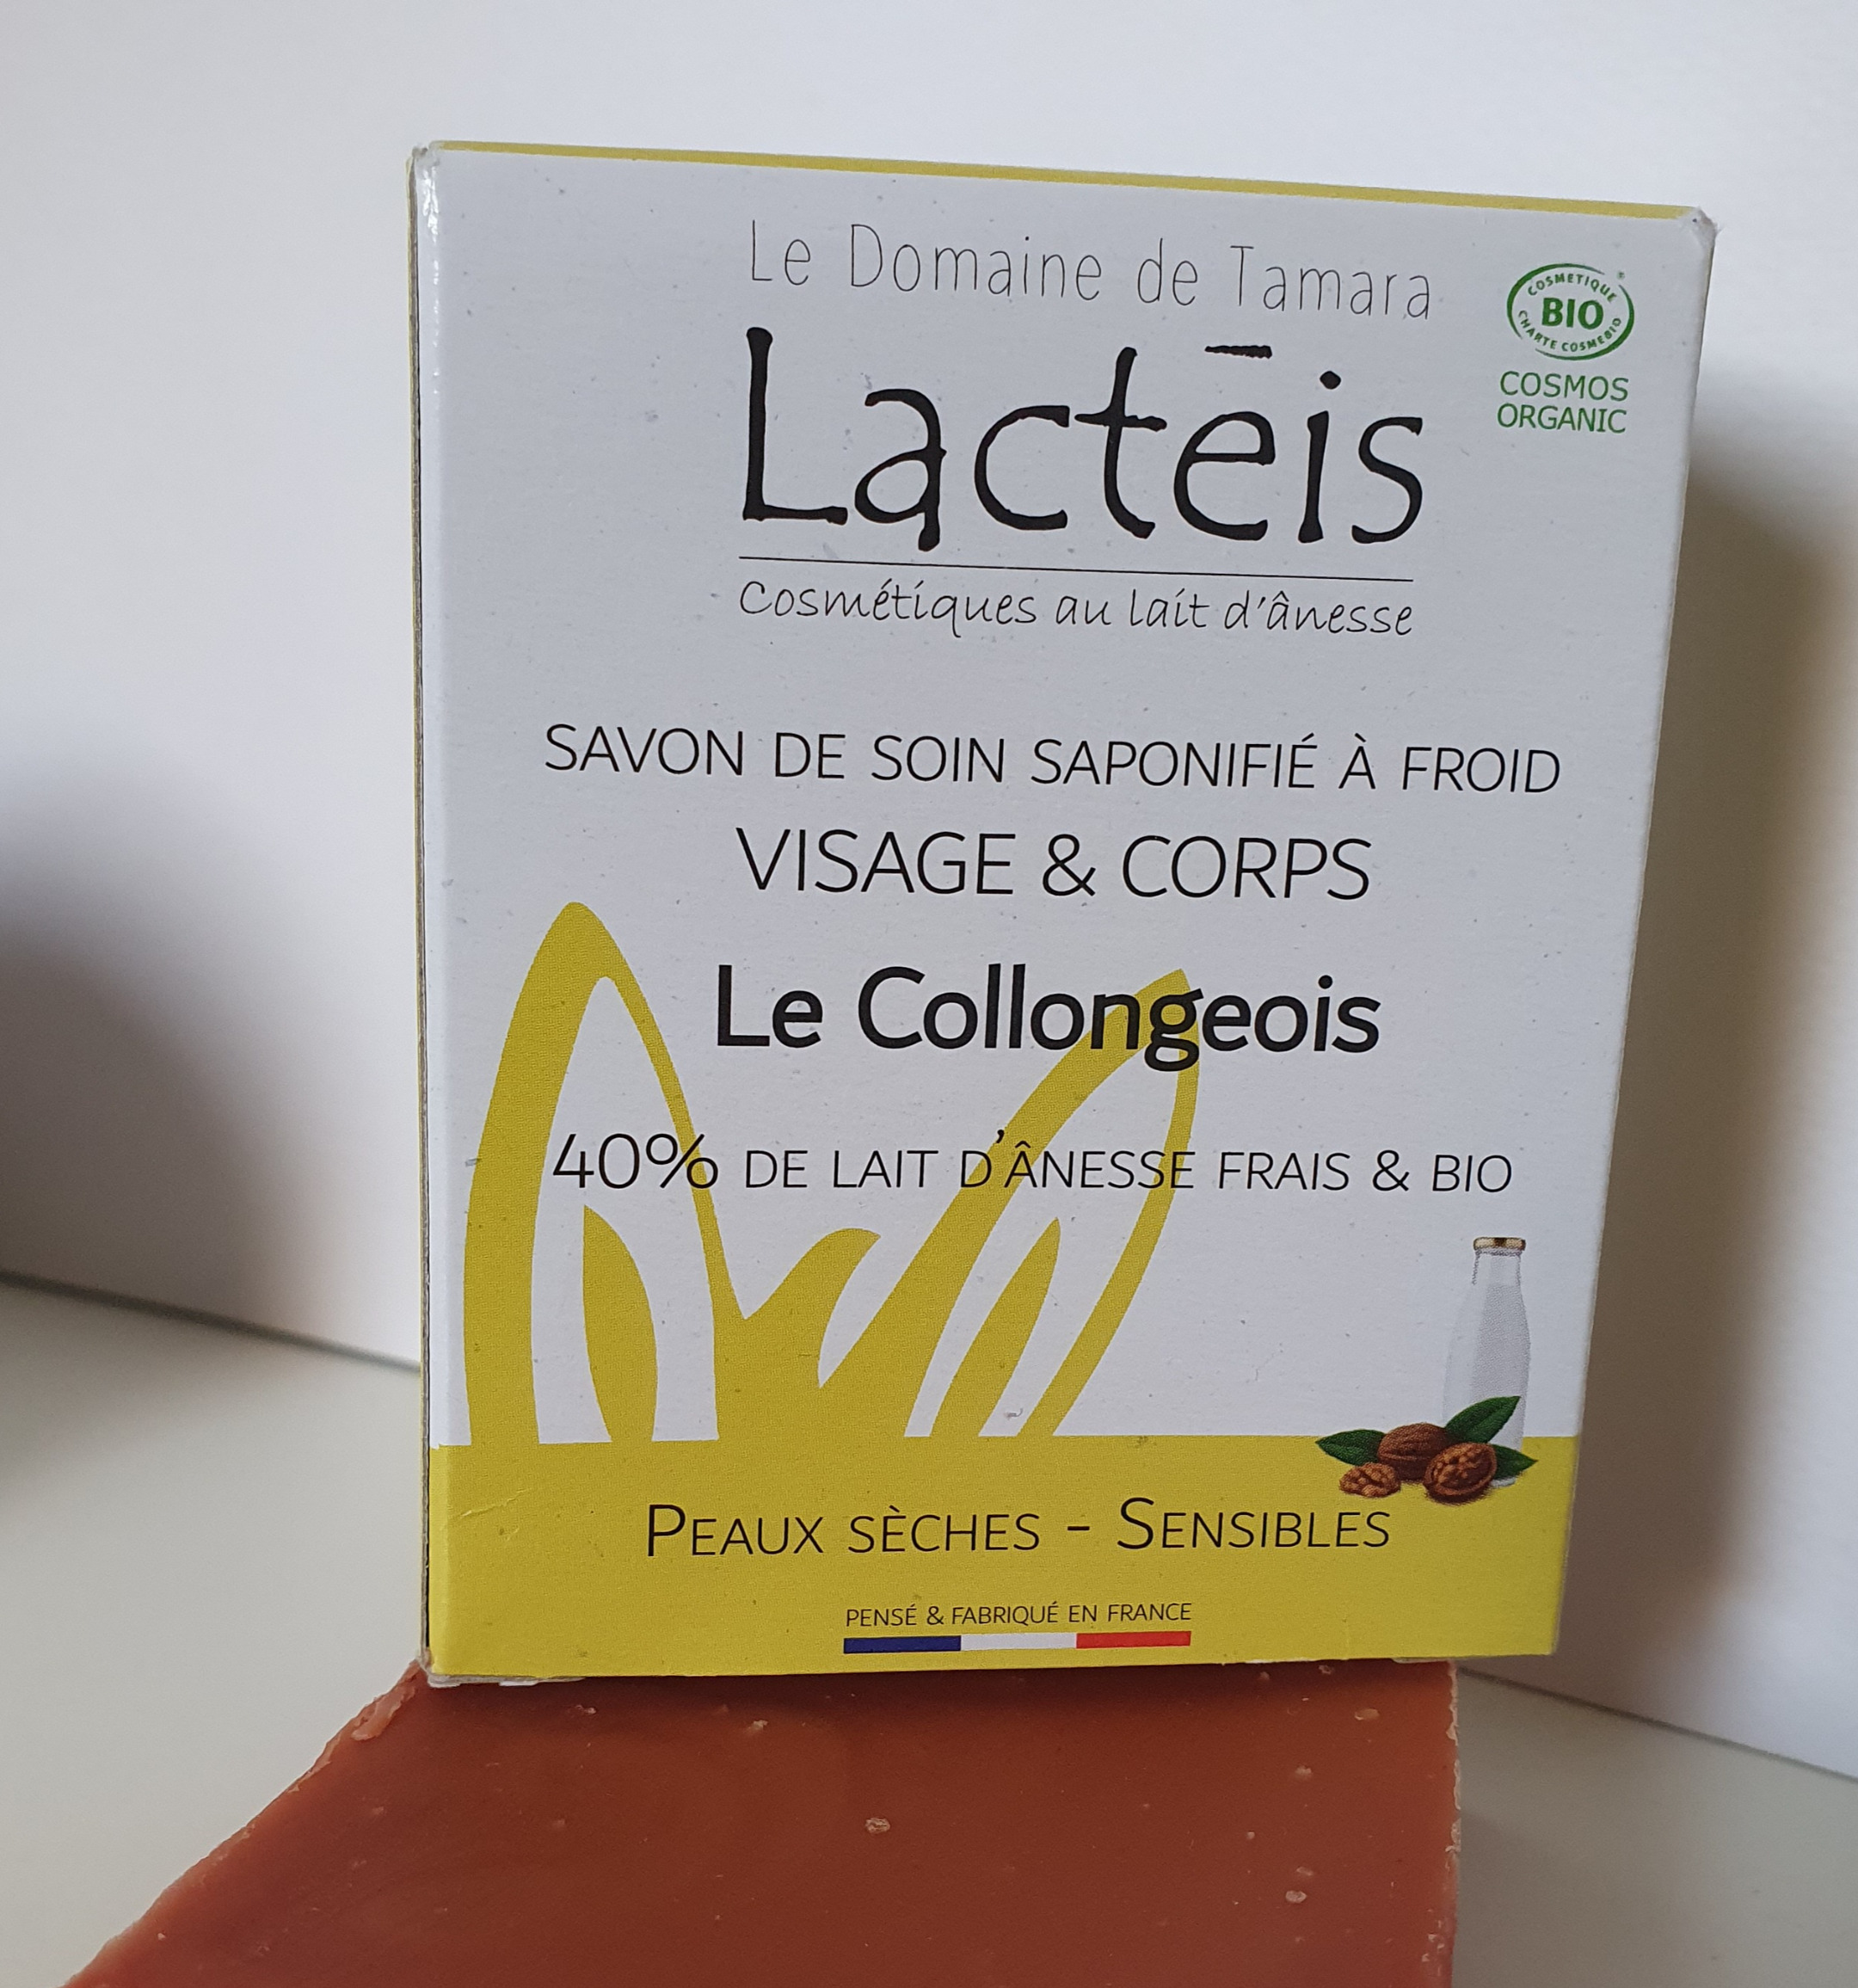 Le Domaine de Tamara
Lactēis
Cosmétiques au lait d'ânesse
COSMETIQUE
BIO
CHARTE COSMEBIO
®
COSMOS
ORGANIC
SAVON DE SOIN SAPONIFIÉ À FROID
VISAGE & CORPS
Le Collongeois
40% DE LAIT D'ÂNESSE FRAIS & BIO
PEAUX SÈCHES - SENSIBLES
PENSÉ & FABRIQUÉ EN FRANCE